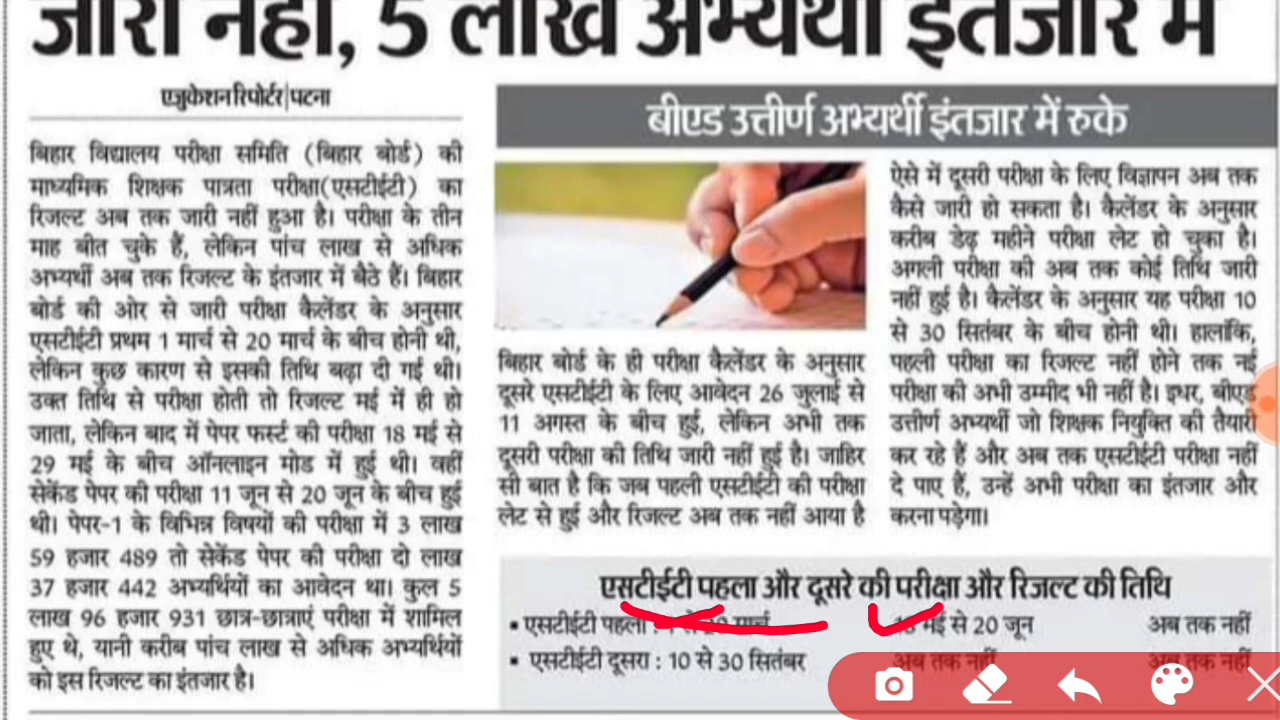 जारी नहीं, 5 लाख अभ्यर्थी इंतजार में
एजुकेशन रिपोर्टर|पटना
बिहार विद्यालय परीक्षा समिति (बिहार बोर्ड) की
माध्यमिक शिक्षक पात्रता परीक्षा(एसटीईटी) का
रिजल्ट अब तक जारी नहीं हुआ है। परीक्षा के तीन
माह बीत चुके हैं, लेकिन पांच लाख से अधिक
अभ्यर्थी अब तक रिजल्ट के इंतजार में बैठे हैं। बिहार
बोर्ड की ओर से जारी परीक्षा कैलेंडर के अनुसार
एसटीईटी प्रथम 1 मार्च से 20 मार्च के बीच होनी थी,
लेकिन कुछ कारण से इसकी तिथि बढ़ा दी गई थी।
उक्त तिथि से परीक्षा होती तो रिजल्ट मई में ही हो
जाता, लेकिन बाद में पेपर फर्स्ट की परीक्षा 18 मई से
29 मई के बीच ऑनलाइन मोड में हुई थी। वहीं
सेकेंड पेपर की परीक्षा 11 जून से 20 जून के बीच हुई
थी। पेपर-1 के विभिन्न विषयों की परीक्षा में 3 लाख
59 हजार 489 तो सेकेंड पेपर की परीक्षा दो लाख
37 हजार 442 अभ्यर्थियों का आवेदन था। कुल 5
लाख 96 हजार 931 छात्र-छात्राएं परीक्षा में शामिल
हुए थे, यानी करीब पांच लाख से अधिक अभ्यर्थियों
को इस रिजल्ट का इंतजार है।
बीएड उत्तीर्ण अभ्यर्थी इंतजार में रुके
बिहार बोर्ड के ही परीक्षा कैलेंडर के अनुसार
दूसरे एसटीईटी के लिए आवेदन 26 जुलाई से
11 अगस्त के बीच हुई, लेकिन अभी तक
दूसरी परीक्षा की तिथि जारी नहीं हुई है। जाहिर
सी बात है कि जब पहली एसटीईटी की परीक्षा
लेट से हुई और रिजल्ट अब तक नहीं आया है
ऐसे में दूसरी परीक्षा के लिए विज्ञापन अब तक
कैसे जारी हो सकता है। कैलेंडर के अनुसार
करीब डेढ़ महीने परीक्षा लेट हो चुका है।
अगली परीक्षा की अब तक कोई तिथि जारी
नहीं हुई है। कैलेंडर के अनुसार यह परीक्षा 10
से 30 सितंबर के बीच होनी थी। हालांकि,
पहली परीक्षा का रिजल्ट नहीं होने तक नई
परीक्षा की अभी उम्मीद भी नहीं है। इधर, बीएड
उत्तीर्ण अभ्यर्थी जो शिक्षक नियुक्ति की तैयारी
कर रहे हैं और अब तक एसटीईटी परीक्षा नहीं
दे पाए हैं, उन्हें अभी परीक्षा का इंतजार और
करना पड़ेगा।
एसटीईटी पहला और दूसरे की परीक्षा और रिजल्ट की तिथि
▪ एसटीईटी पहला : 1 से 20 मार्च 18 मई से 20 जून अब तक नहीं
▪ एसटीईटी दूसरा : 10 से 30 सितंबर अब तक नहीं अब तक नहीं